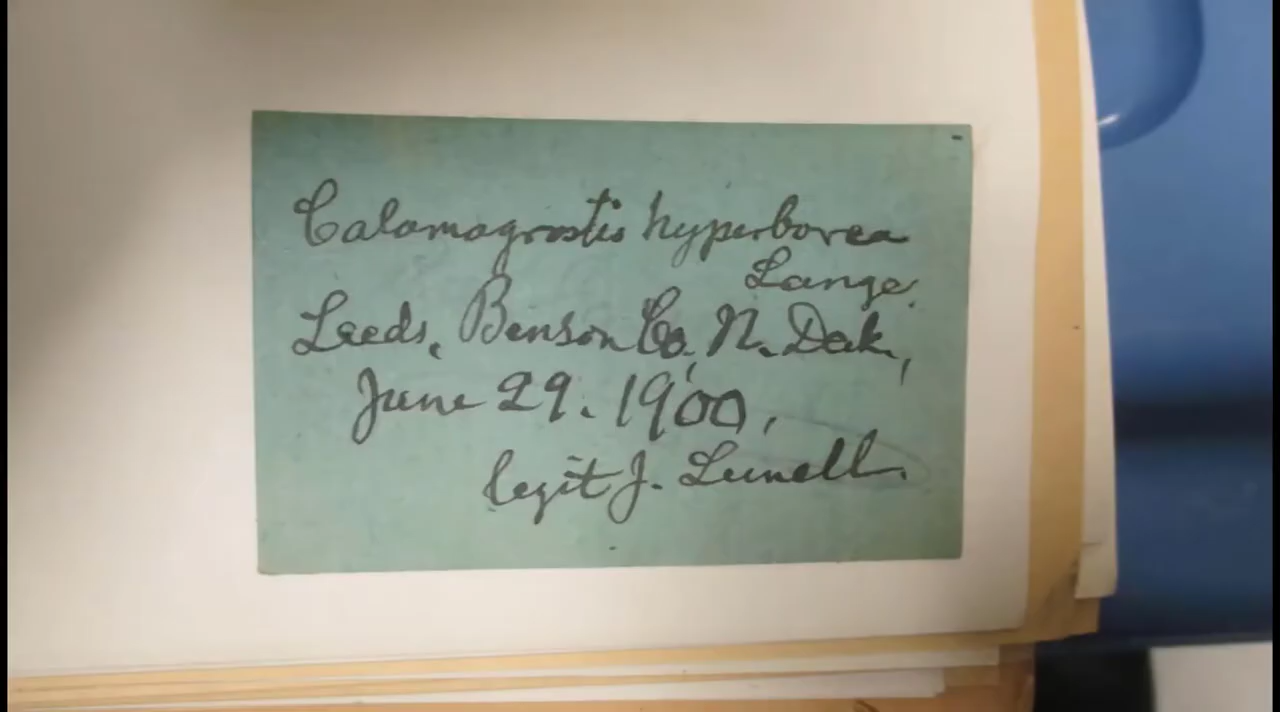 Calamagrostis hyperborea
Lange.
Leeds, Benson Co, N. Dak,
June 29. 1900,
legit J. Lunell.